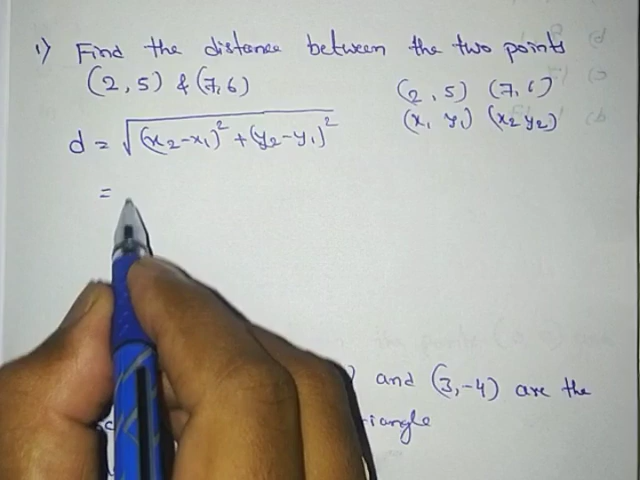 1) Find the distance between the two points
(2, 5) & (7, 6)
(2, 5) (7, 6)
(x₁ y₁) (x₂ y₂)
d = √(x₂-x₁)² + (y₂-y₁)²
=
and (3, -4) are the